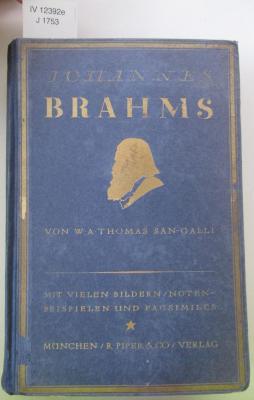 IV 12392e
J 1753
JOHANNES
BRAHMS
VON W·A·THOMAS SAN-GALLI
MIT VIELEN BILDERN/NOTEN-
BEISPIELEN UND FACSIMILES
MÜNCHEN/R. PIPER & CO/VERLAG